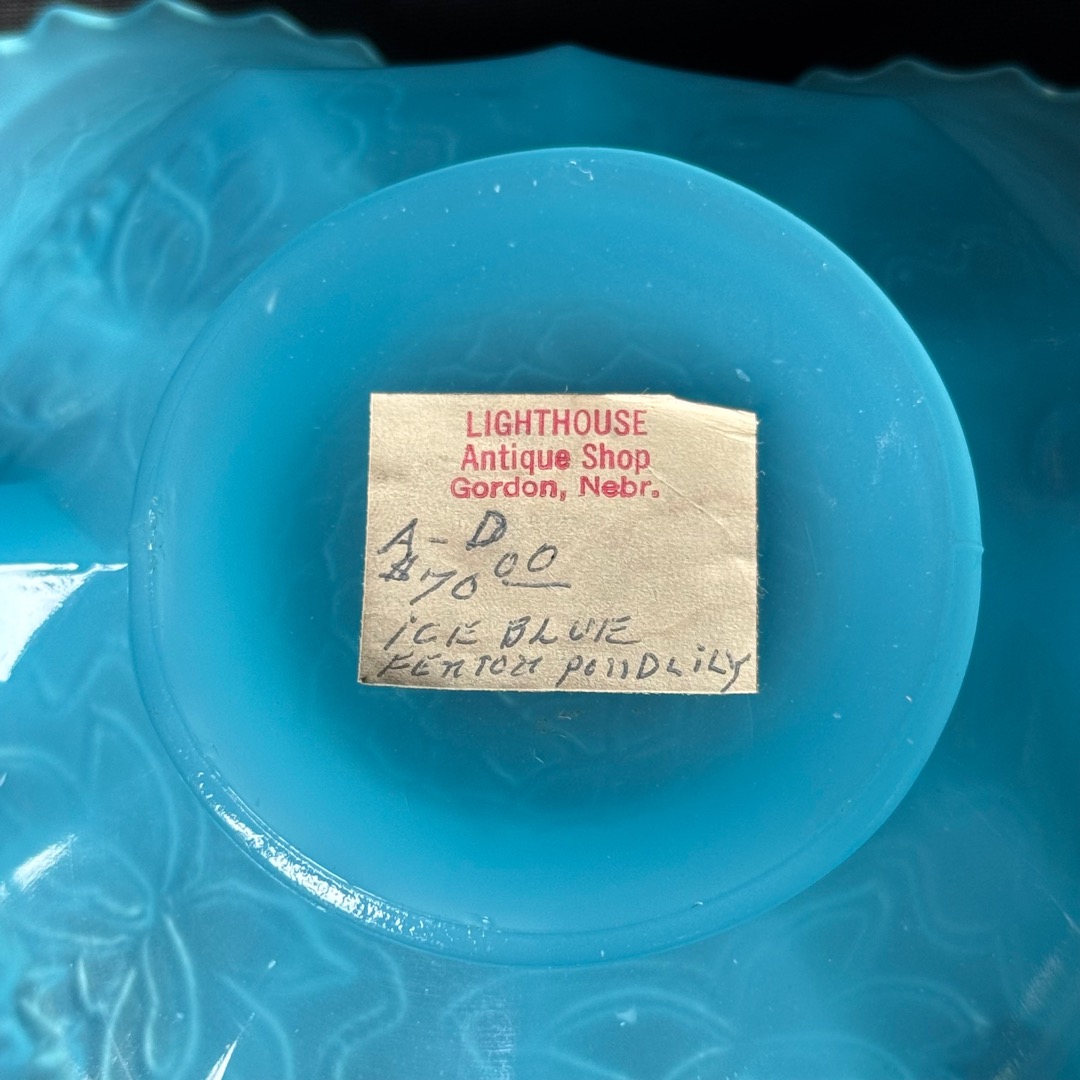 LIGHTHOUSE
Antique Shop
Gordon, Nebr.
A - D
$70 00
ICE BLUE
FENTON PONDLiLY